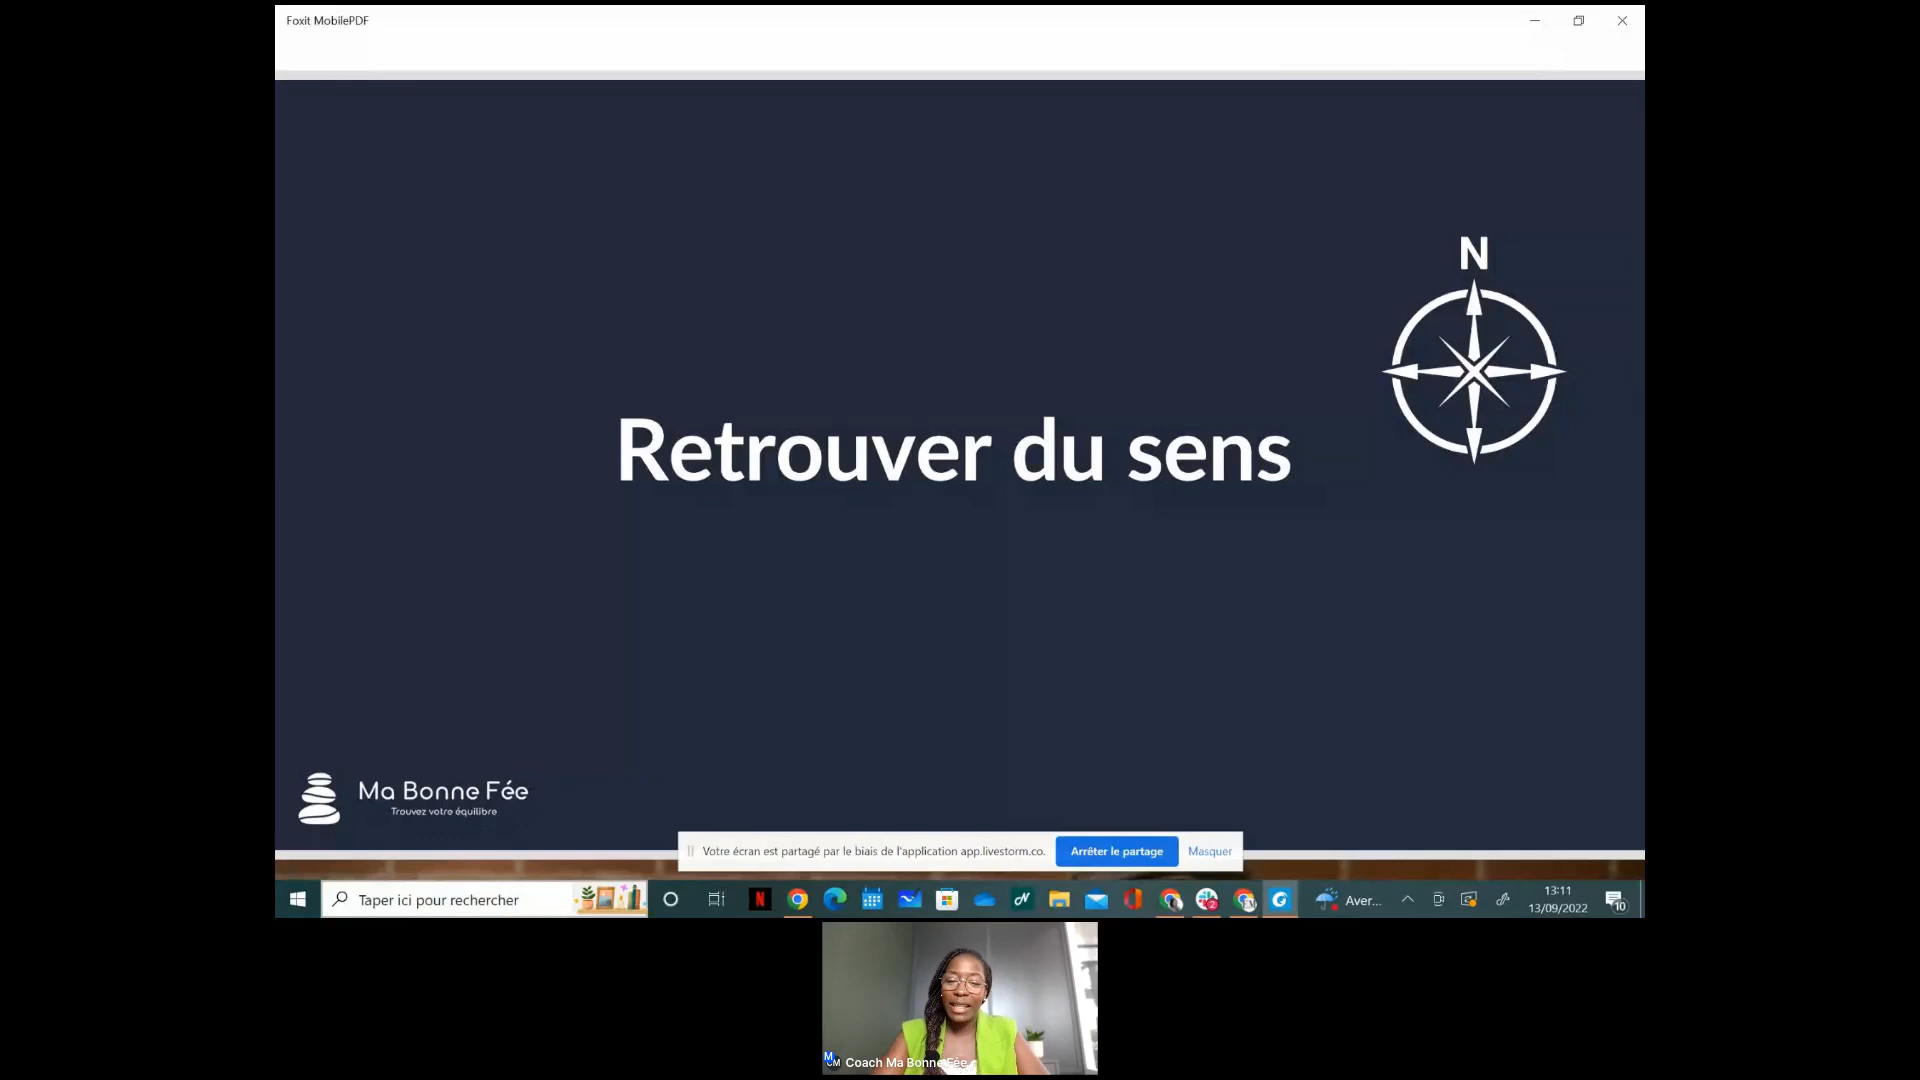 Foxit MobilePDF
N
Retrouver du sens
Ma Bonne Fée
Trouvez votre équilibre
Votre écran est partagé par le biais de l'application app.livestorm.co.
Arrêter le partage
Masquer
Taper ici pour rechercher
Aver...
13:11
13/09/2022
10
2
M
CM
Coach Ma Bonne Fée